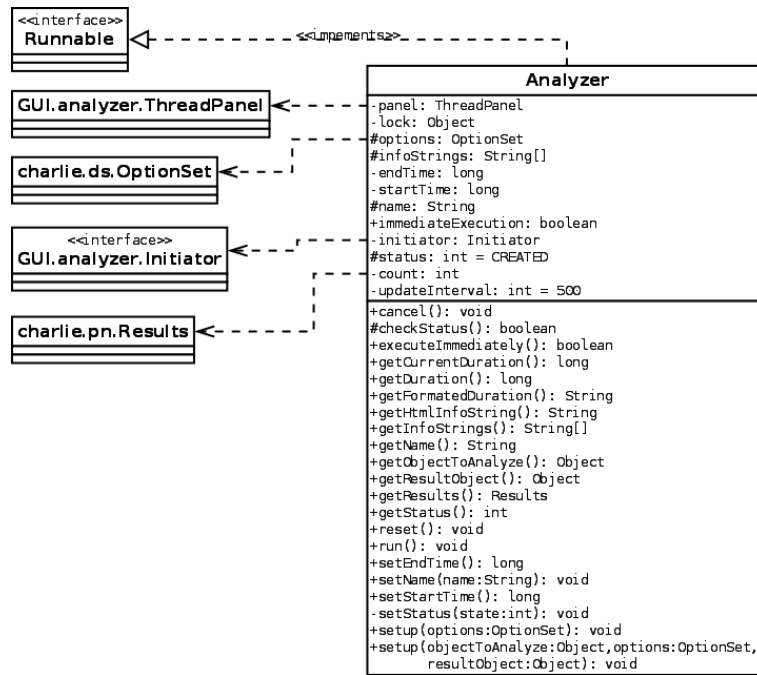 <<interface>>
Runnable
<<impements>>
GUI.analyzer.ThreadPanel
charlie.ds.OptionSet
<<interface>>
GUI.analyzer.Initiator
charlie.pn.Results
Analyzer
-panel: ThreadPanel
-lock: Object
#options: OptionSet
#infoStrings: String[]
-endTime: long
-startTime: long
#name: String
+immediateExecution: boolean
-initiator: Initiator
#status: int = CREATED
-count: int
-updateInterval: int = 500
+cancel(): void
#checkStatus(): boolean
+executeImmediately(): boolean
+getCurrentDuration(): long
+getDuration(): long
+getFormatedDuration(): String
+getHtmlInfoString(): String
+getInfoStrings(): String[]
+getName(): String
+getObjectToAnalyze(): Object
+getResultObject(): Object
+getResults(): Results
+getStatus(): int
+reset(): void
+run(): void
+setEndTime(): long
+setName(name:String): void
+setStartTime(): long
-setStatus(state:int): void
+setup(options:OptionSet): void
+setup(objectToAnalyze:Object,options:OptionSet,
resultObject:Object): void